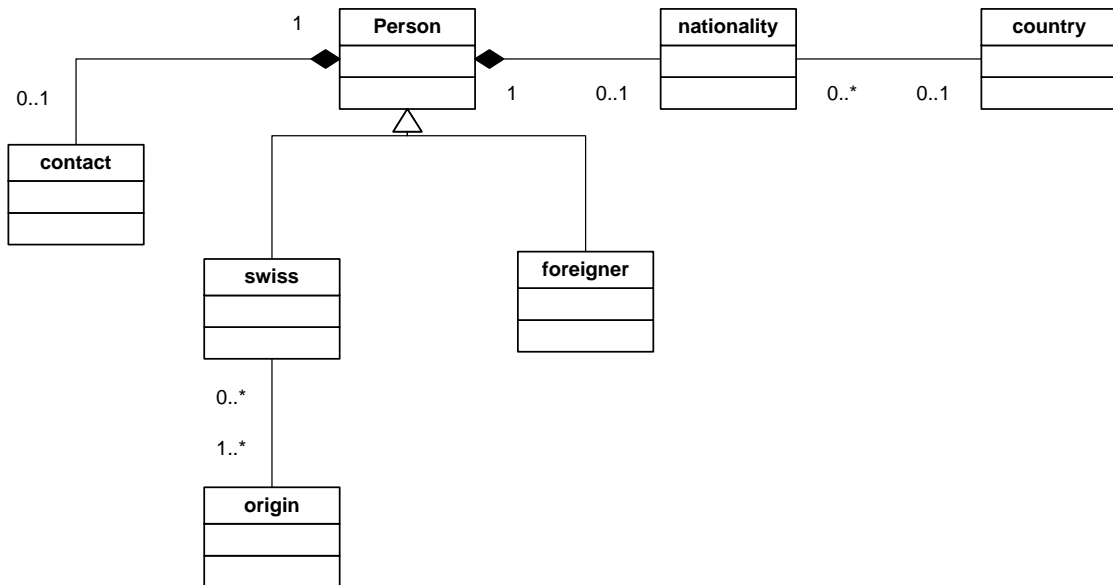 1
Person
nationality
country
0..1
1
0..1
0..*
0..1
contact
swiss
foreigner
0..*
1..*
origin